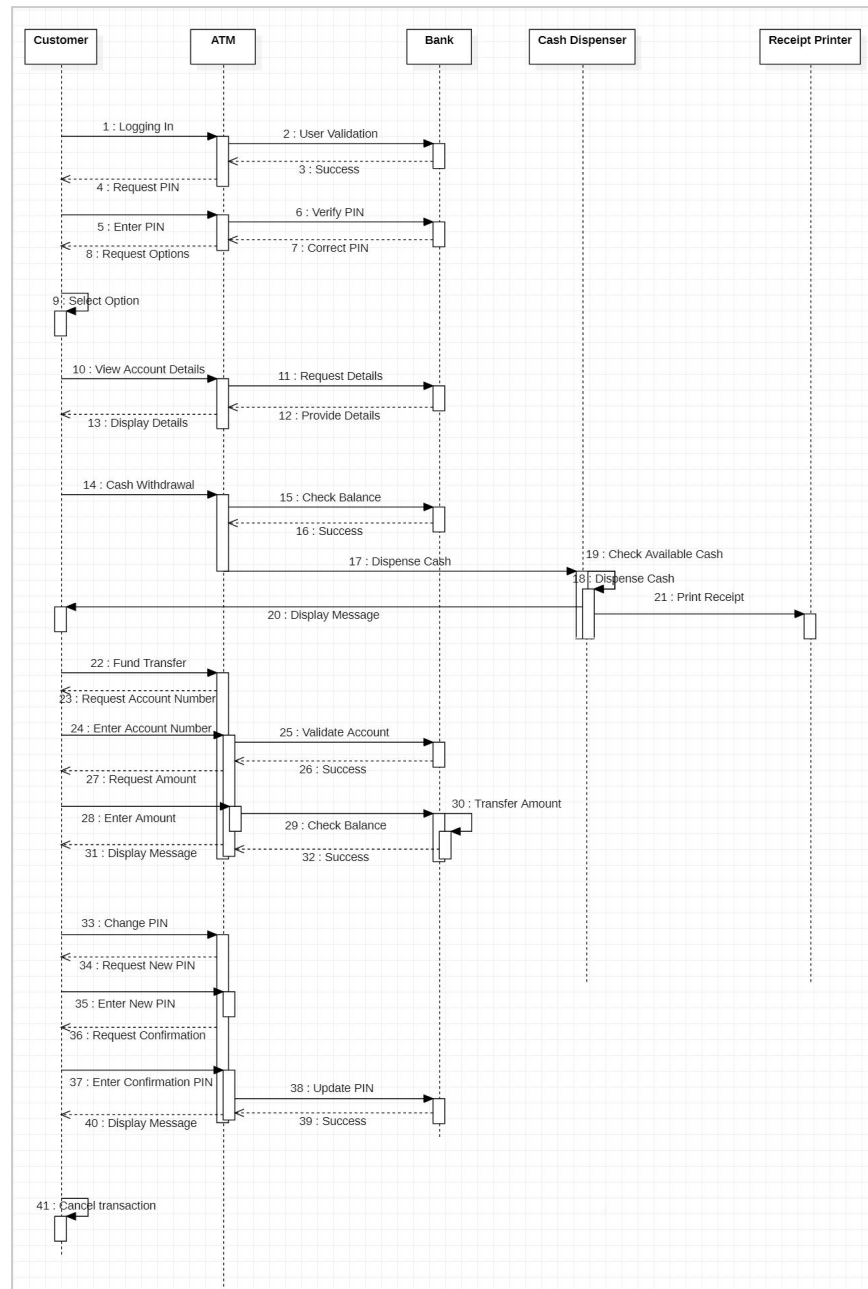 Customer
ATM
Bank
Cash Dispenser
Receipt Printer
1 : Logging In
2 : User Validation
3 : Success
4 : Request PIN
5 : Enter PIN
6 : Verify PIN
7 : Correct PIN
8 : Request Options
9 : Select Option
10 : View Account Details
11 : Request Details
12 : Provide Details
13 : Display Details
14 : Cash Withdrawal
15 : Check Balance
16 : Success
17 : Dispense Cash
19 : Check Available Cash
18 : Dispense Cash
21 : Print Receipt
20 : Display Message
22 : Fund Transfer
23 : Request Account Number
24 : Enter Account Number
25 : Validate Account
26 : Success
27 : Request Amount
30 : Transfer Amount
28 : Enter Amount
29 : Check Balance
31 : Display Message
32 : Success
33 : Change PIN
34 : Request New PIN
35 : Enter New PIN
36 : Request Confirmation
37 : Enter Confirmation PIN
38 : Update PIN
39 : Success
40 : Display Message
41 : Cancel transaction